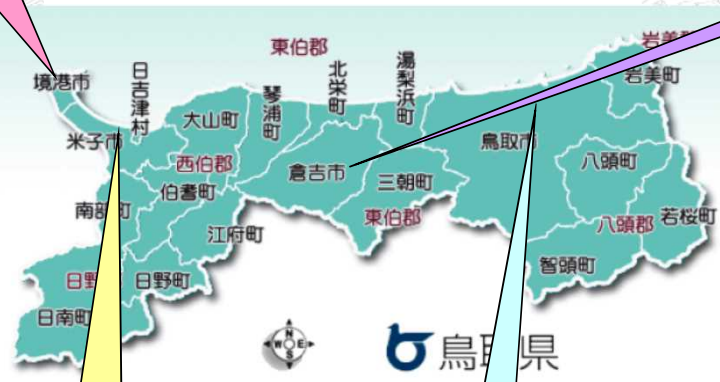 東伯郡
岩美
境港市
日吉津村
琴浦町
北栄町
湯梨浜町
岩美町
大山町
米子市
鳥取市
西伯郡
倉吉市
八頭町
伯耆町
三朝町
南部町
東伯郡
八頭郡
若桜町
江府町
智頭町
日野
日野町
日南町
N
W E
S
鳥取県